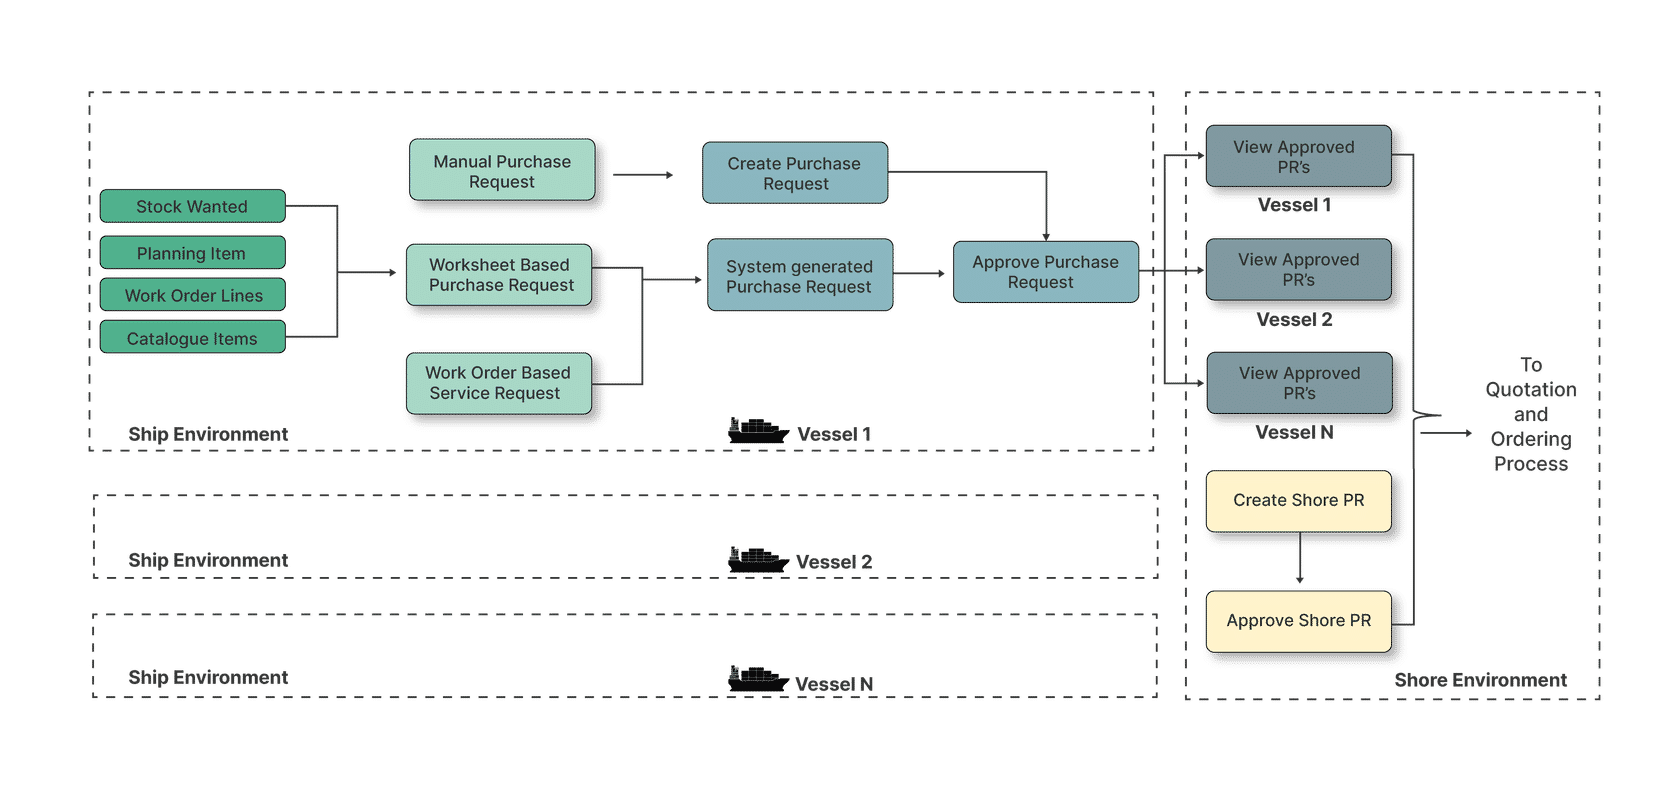 Stock Wanted
Planning Item
Work Order Lines
Catalogue Items
Manual Purchase
Request
Worksheet Based
Purchase Request
Work Order Based
Service Request
Create Purchase
Request
System generated
Purchase Request
Approve Purchase
Request
Ship Environment
Vessel 1
Ship Environment
Vessel 2
Ship Environment
Vessel N
View Approved
PR's
Vessel 1
View Approved
PR's
Vessel 2
View Approved
PR's
Vessel N
Create Shore PR
Approve Shore PR
To
Quotation
and
Ordering
Process
Shore Environment